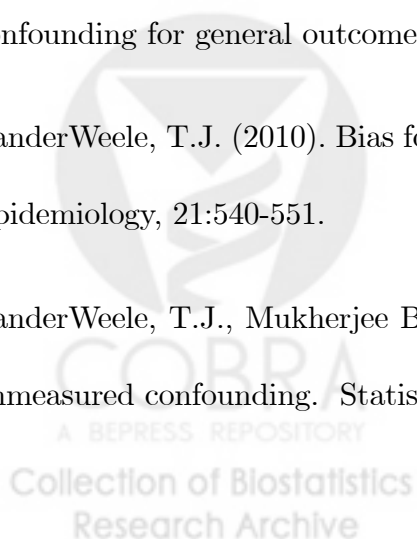 onfounding for general outcome
anderWeele, T.J. (2010). Bias fo
pidemiology, 21:540-551.
anderWeele, T.J., Mukherjee B
nmeasured confounding. Statis
COBRA
A BEPRESS REPOSITORY
Collection of Biostatistics
Research Archive